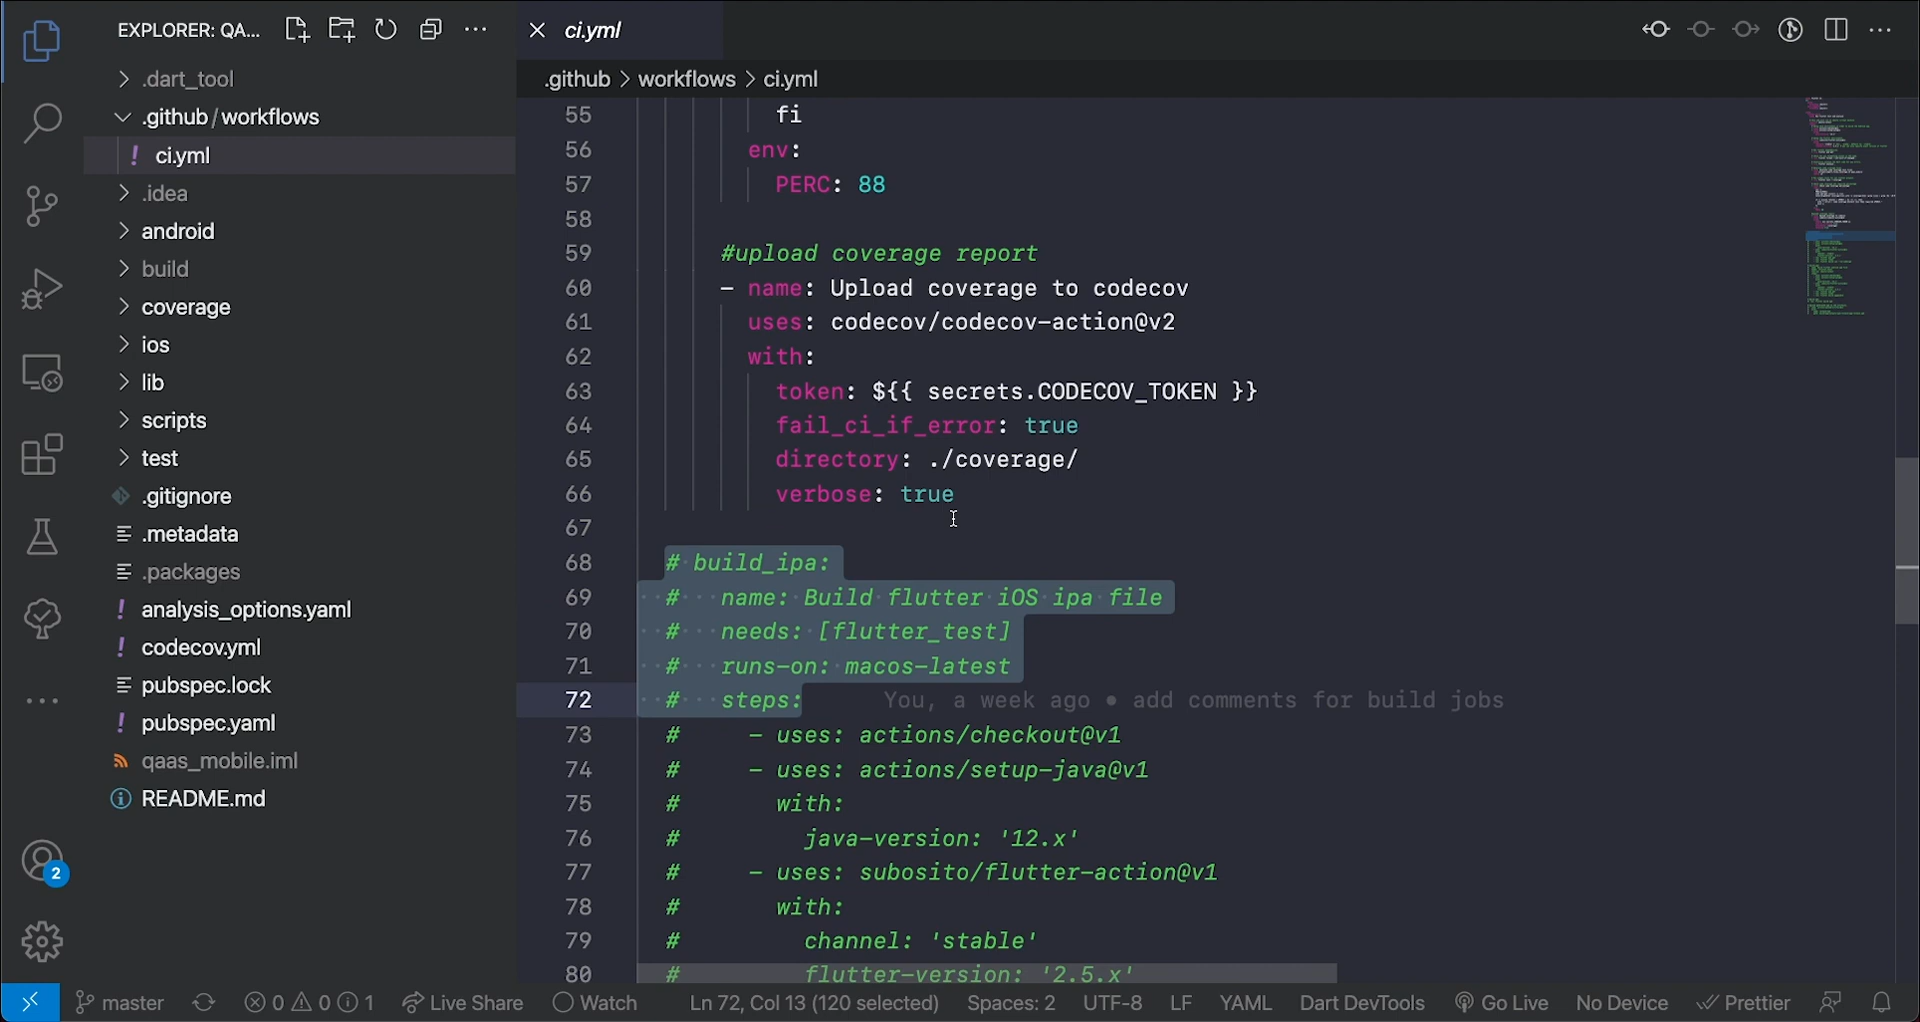 EXPLORER: QA...
ci.yml
.dart_tool
.github/workflows
ci.yml
.idea
android
build
coverage
ios
lib
scripts
test
.gitignore
.metadata
.packages
analysis_options.yaml
codecov.yml
pubspec.lock
pubspec.yaml
qaas_mobile.iml
README.md
2
.github > workflows > ci.yml
55 fi
56 env:
57 PERC: 88
58
59 #upload coverage report
60 - name: Upload coverage to codecov
61 uses: codecov/codecov-action@v2
62 with:
63 token: ${{ secrets.CODECOV_TOKEN }}
64 fail_ci_if_error: true
65 directory: ./coverage/
66 verbose: true
67
68 # build_ipa:
69 # name: Build flutter iOS ipa file
70 # needs: [flutter_test]
71 # runs-on: macos-latest
72 # steps: You, a week ago • add comments for build jobs
73 # - uses: actions/checkout@v1
74 # - uses: actions/setup-java@v1
75 # with:
76 # java-version: '12.x'
77 # - uses: subosito/flutter-action@v1
78 # with:
79 # channel: 'stable'
80 # flutter-version: '2.5.x'
master 0 0 1 Live Share Watch Ln 72, Col 13 (120 selected) Spaces: 2 UTF-8 LF YAML Dart DevTools Go Live No Device Prettier